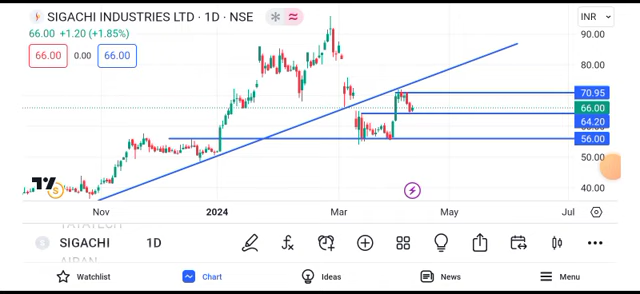 SIGACHI INDUSTRIES LTD · 1D · NSE
INR
66.00 +1.20 (+1.85%)
66.00 0.00 66.00
90.00
80.00
70.95
66.00
64.20
56.00
50.00
40.00
Nov 2024 Mar May Jul
SIGACHI 1D
Watchlist Chart Ideas News Menu